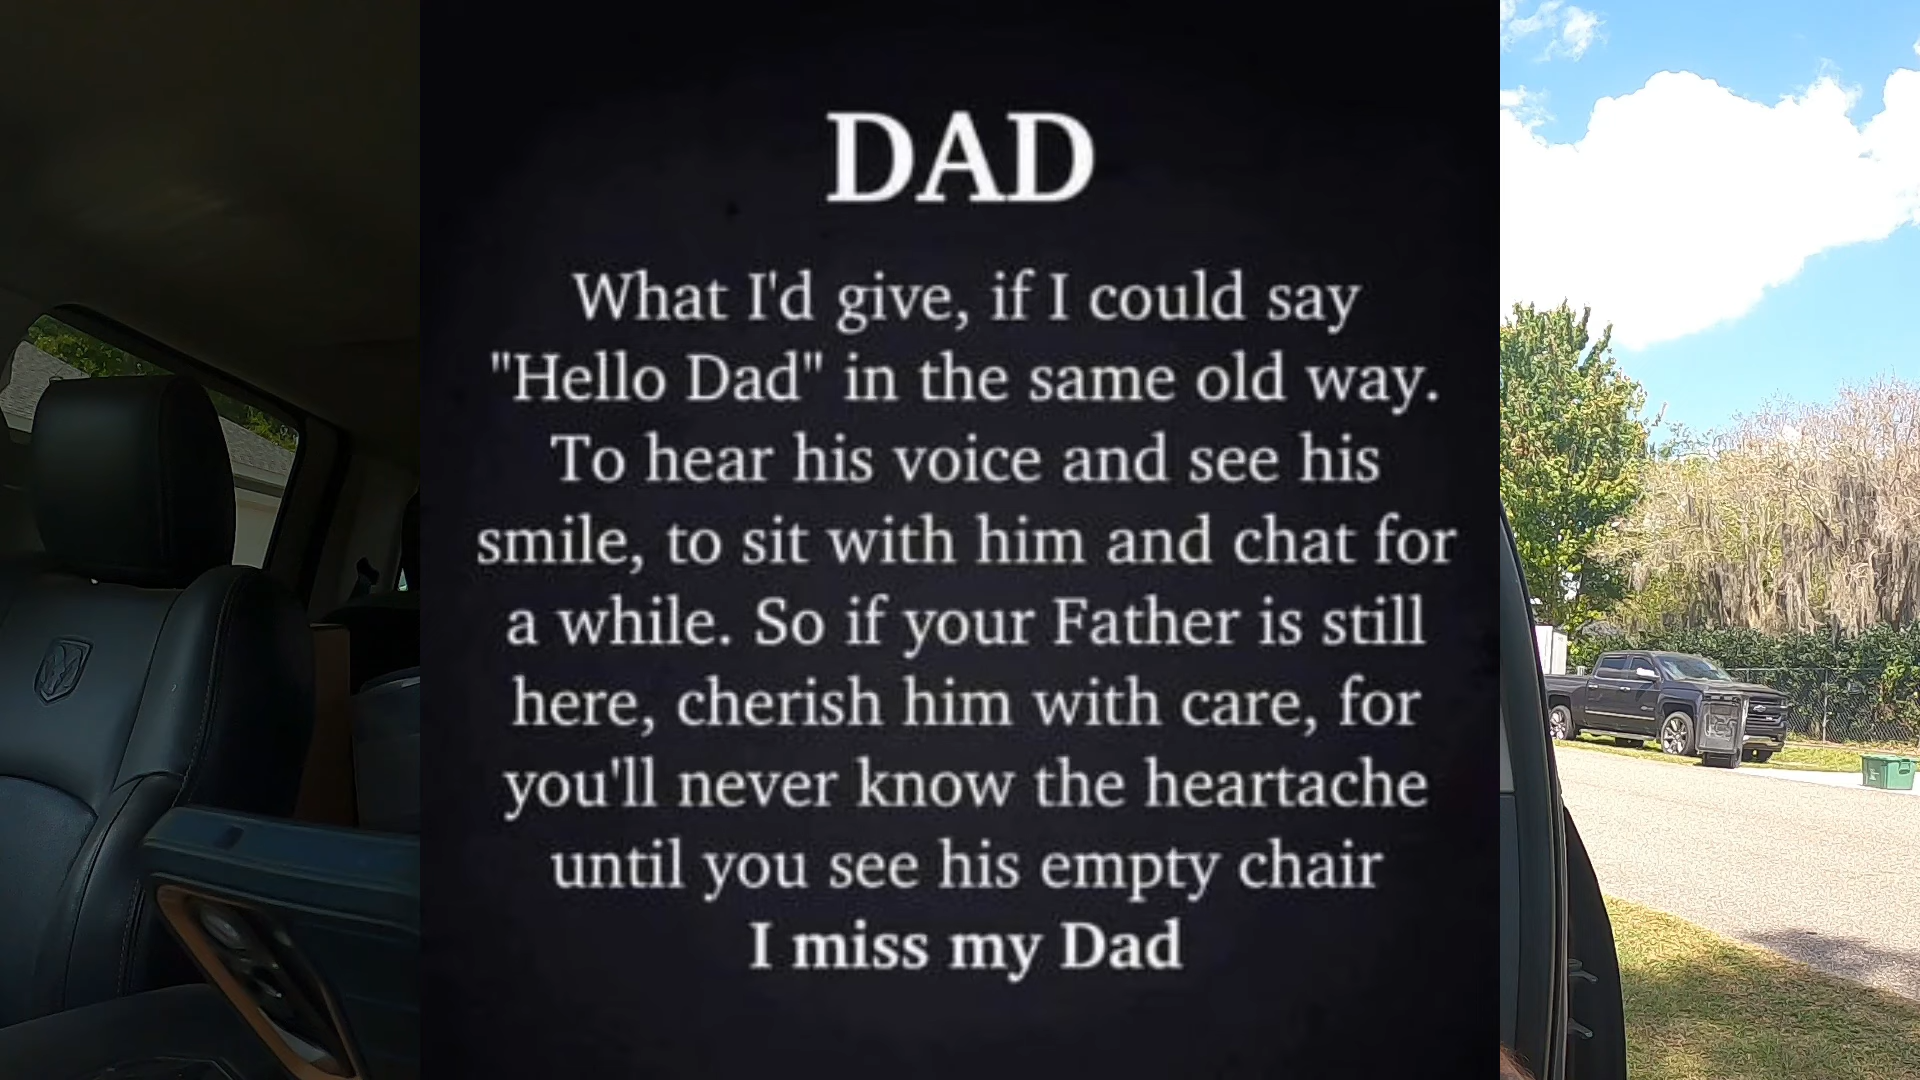 DAD
What I'd give, if I could say
"Hello Dad" in the same old way.
To hear his voice and see his
smile, to sit with him and chat for
a while. So if your Father is still
here, cherish him with care, for
you'll never know the heartache
until you see his empty chair
I miss my Dad